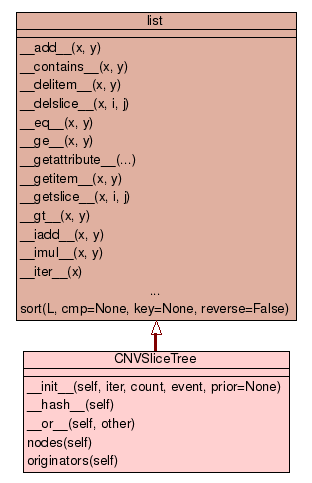 list
__add__(x, y)
__contains__(x, y)
__delitem__(x, y)
__delslice__(x, i, j)
__eq__(x, y)
__ge__(x, y)
__getattribute__(...)
__getitem__(x, y)
__getslice__(x, i, j)
__gt__(x, y)
__iadd__(x, y)
__imul__(x, y)
__iter__(x)
...
sort(L, cmp=None, key=None, reverse=False)
CNVSliceTree
__init__(self, iter, count, event, prior=None)
__hash__(self)
__or__(self, other)
nodes(self)
originators(self)